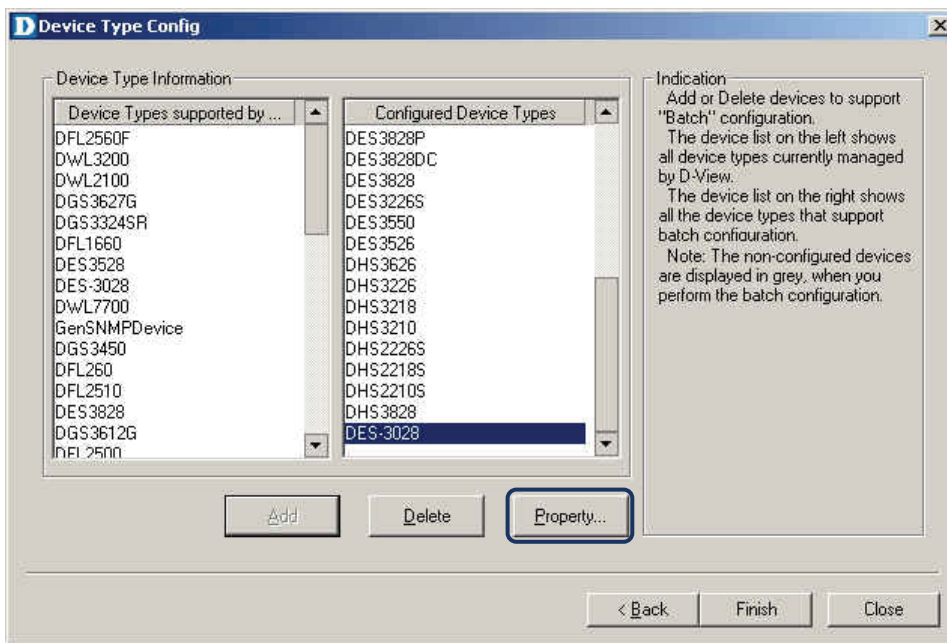 D Device Type Config
Device Type Information
Device Types supported by ...
DFL2560F
DWL3200
DWL2100
DGS3627G
DGS3324SR
DFL1660
DES3528
DES-3028
DWL7700
GenSNMPDevice
DGS3450
DFL260
DFL2510
DES3828
DGS3612G
DFL2500
Configured Device Types
DES3828P
DES3828DC
DES3828
DES3226S
DES3550
DES3526
DHS3626
DHS3226
DHS3218
DHS3210
DHS2226S
DHS2218S
DHS2210S
DHS3828
DES-3028
Indication
Add or Delete devices to support
"Batch" configuration.
The device list on the left shows
all device types currently managed
by D-View.
The device list on the right shows
all the device types that support
batch configuration.
Note: The non-configured devices
are displayed in grey, when you
perform the batch configuration.
Add
Delete
Property...
< Back
Finish
Close